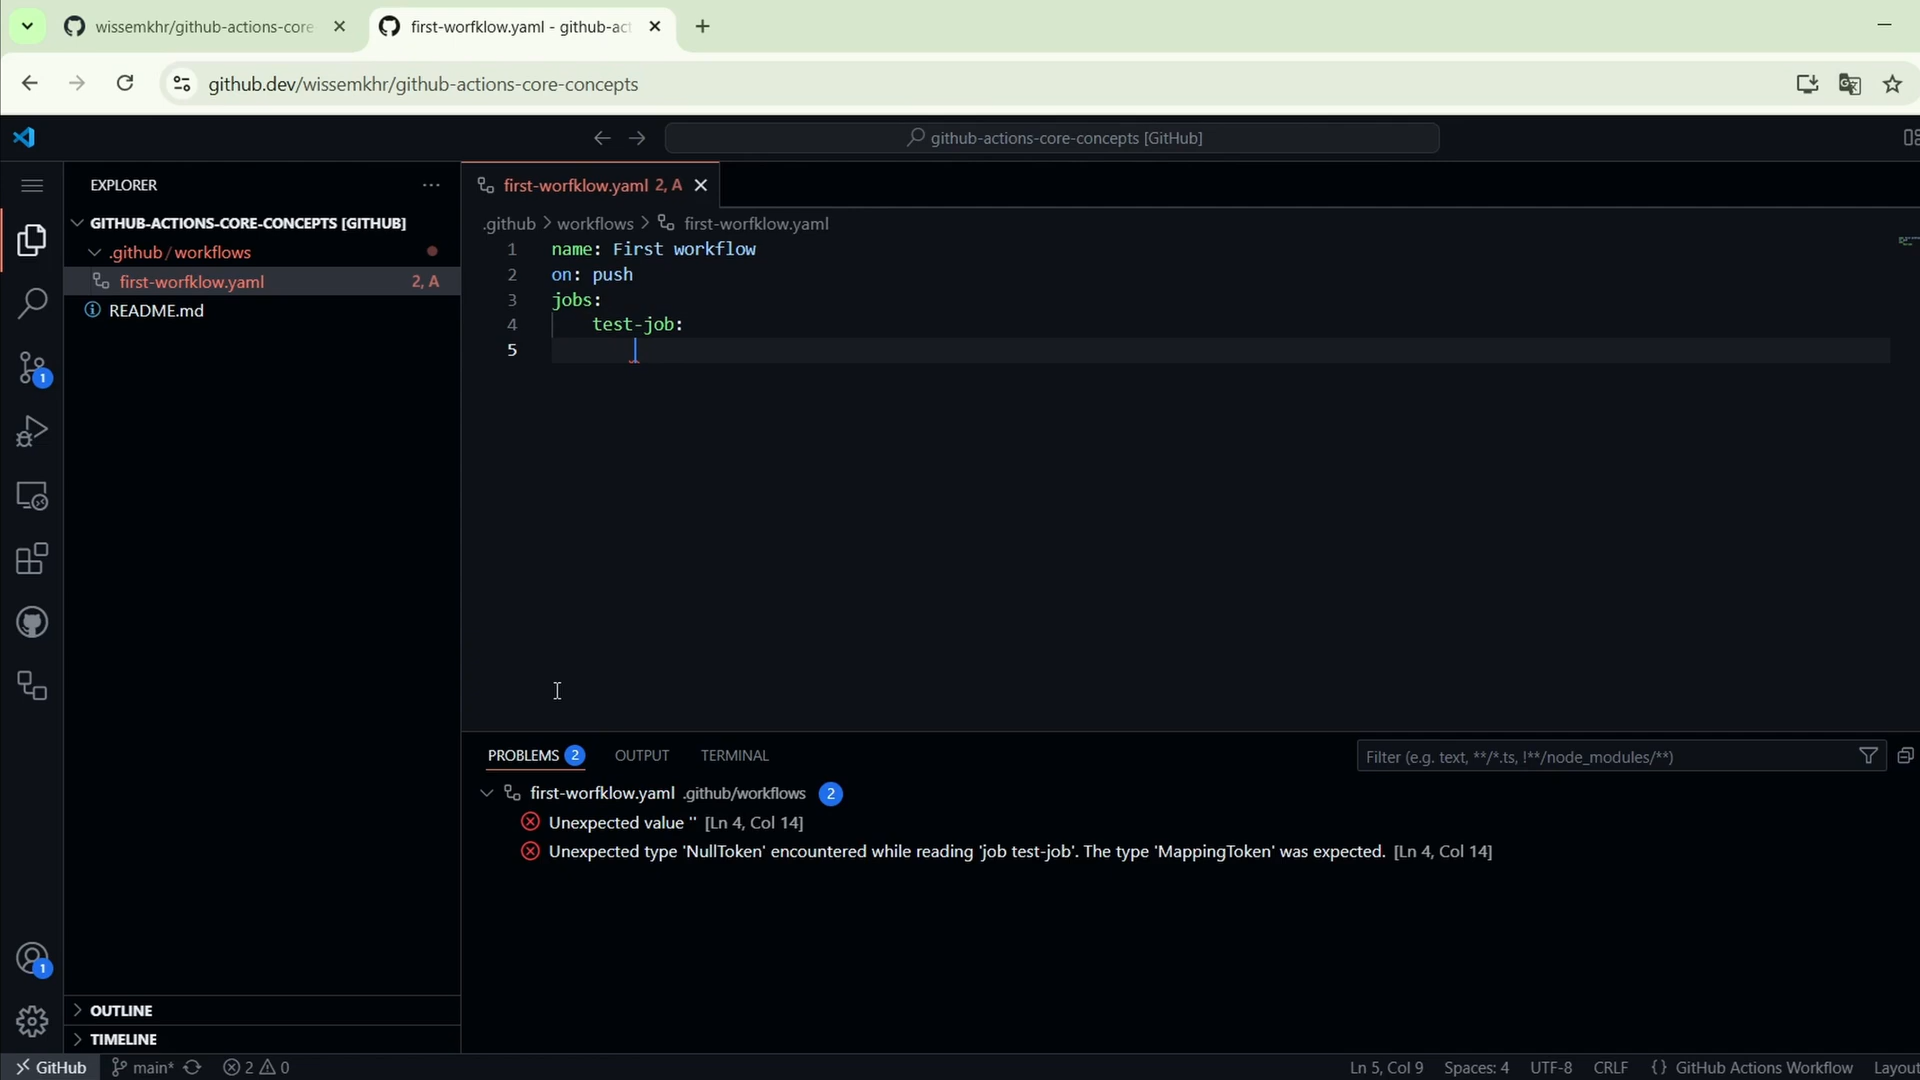 wissemkhr/github-actions-core
first-worfklow.yaml - github-act
github.dev/wissemkhr/github-actions-core-concepts
github-actions-core-concepts [GitHub]
EXPLORER
GITHUB-ACTIONS-CORE-CONCEPTS [GITHUB]
.github / workflows
first-worfklow.yaml 2, A
README.md
first-worfklow.yaml 2, A
.github > workflows > first-worfklow.yaml
1 name: First workflow
2 on: push
3 jobs:
4 test-job:
5
1
PROBLEMS 2 OUTPUT TERMINAL
Filter (e.g. text, **/*.ts, !**/node_modules/**)
first-worfklow.yaml .github/workflows 2
Unexpected value '' [Ln 4, Col 14]
Unexpected type 'NullToken' encountered while reading 'job test-job'. The type 'MappingToken' was expected. [Ln 4, Col 14]
1
OUTLINE
TIMELINE
GitHub main* 2 0
Ln 5, Col 9 Spaces: 4 UTF-8 CRLF {} GitHub Actions Workflow Layout